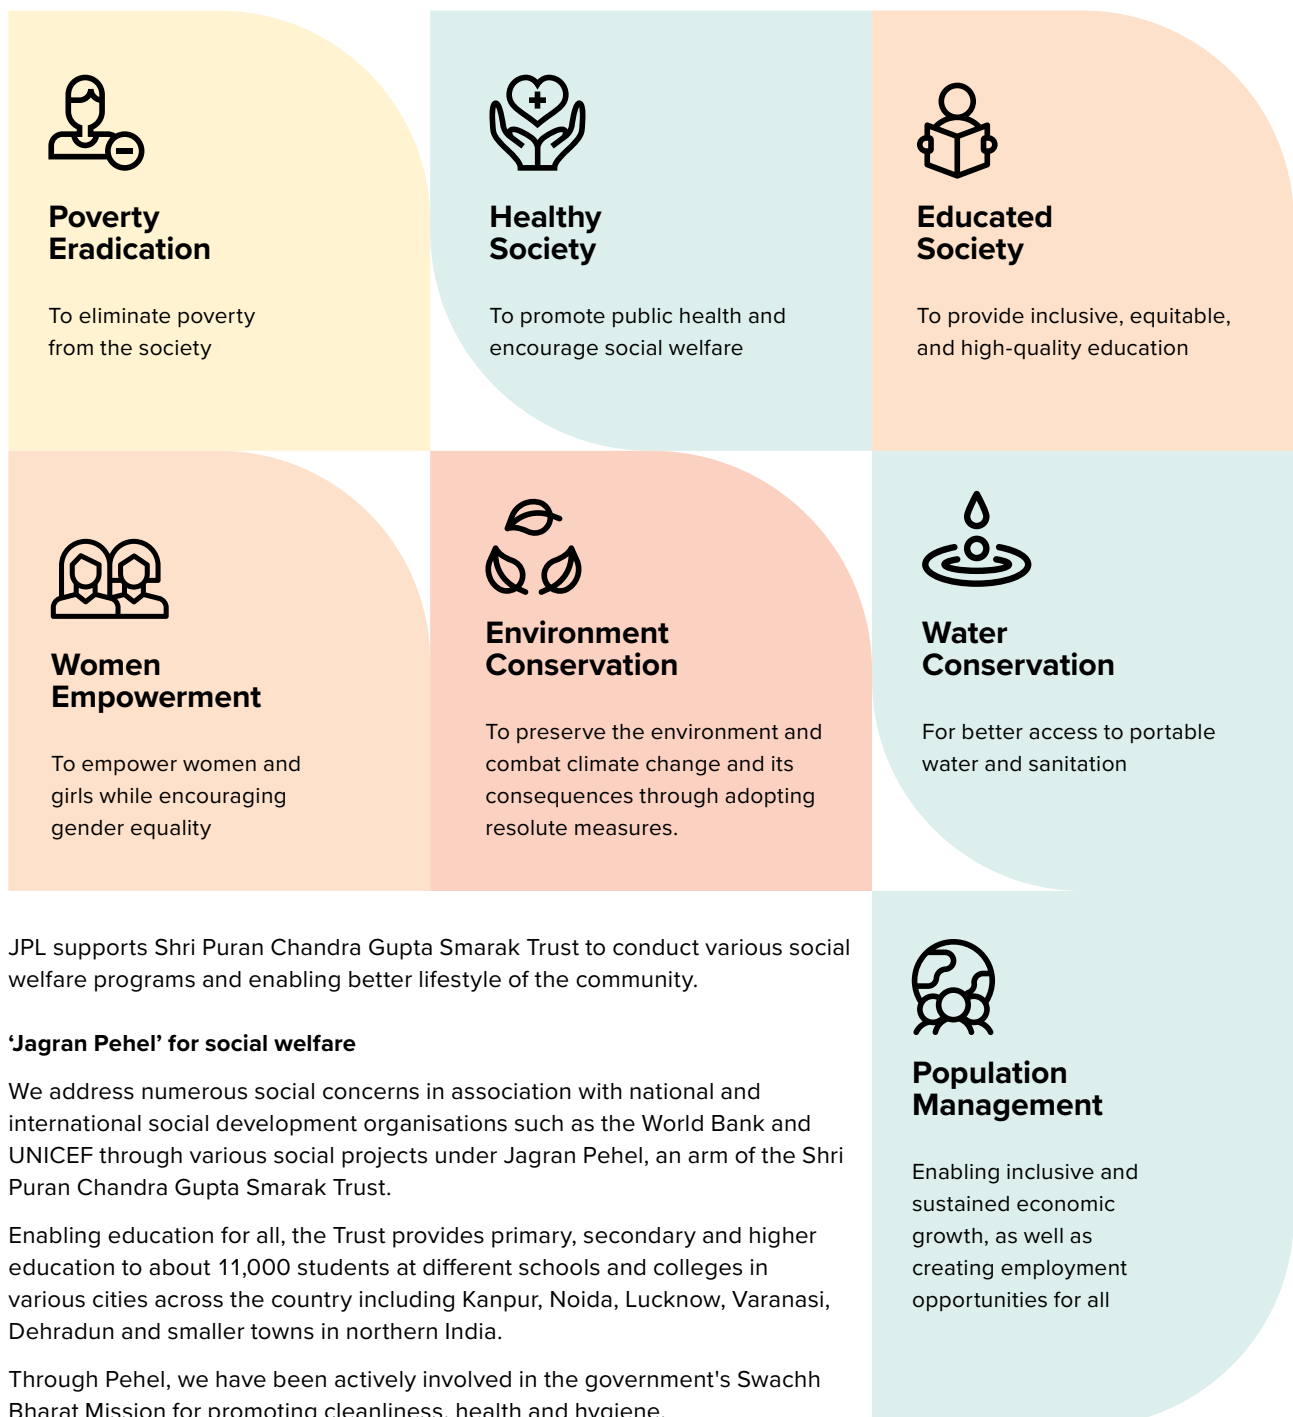 Poverty
Eradication
To eliminate poverty
from the society
Healthy
Society
To promote public health and
encourage social welfare
Educated
Society
To provide inclusive, equitable,
and high-quality education
Women
Empowerment
To empower women and
girls while encouraging
gender equality
Environment
Conservation
To preserve the environment and
combat climate change and its
consequences through adopting
resolute measures.
Water
Conservation
For better access to portable
water and sanitation
JPL supports Shri Puran Chandra Gupta Smarak Trust to conduct various social
welfare programs and enabling better lifestyle of the community.
‘Jagran Pehel’ for social welfare
We address numerous social concerns in association with national and
international social development organisations such as the World Bank and
UNICEF through various social projects under Jagran Pehel, an arm of the Shri
Puran Chandra Gupta Smarak Trust.
Enabling education for all, the Trust provides primary, secondary and higher
education to about 11,000 students at different schools and colleges in
various cities across the country including Kanpur, Noida, Lucknow, Varanasi,
Dehradun and smaller towns in northern India.
Through Pehel, we have been actively involved in the government's Swachh
Bharat Mission for promoting cleanliness, health and hygiene.
Population
Management
Enabling inclusive and
sustained economic
growth, as well as
creating employment
opportunities for all